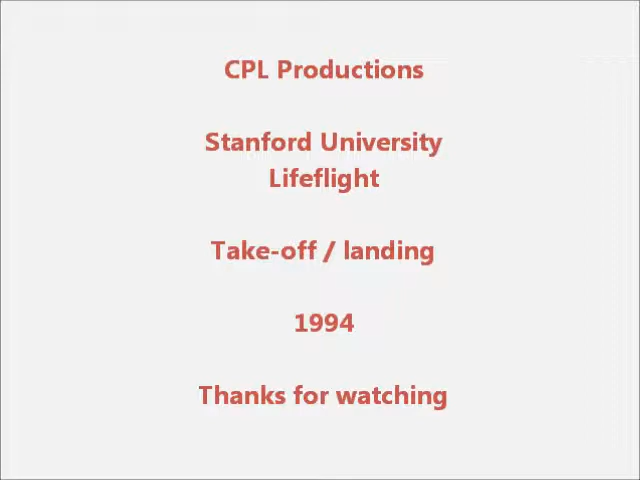 CPL Productions
Stanford University
Lifeflight
Take-off / landing
1994
Thanks for watching